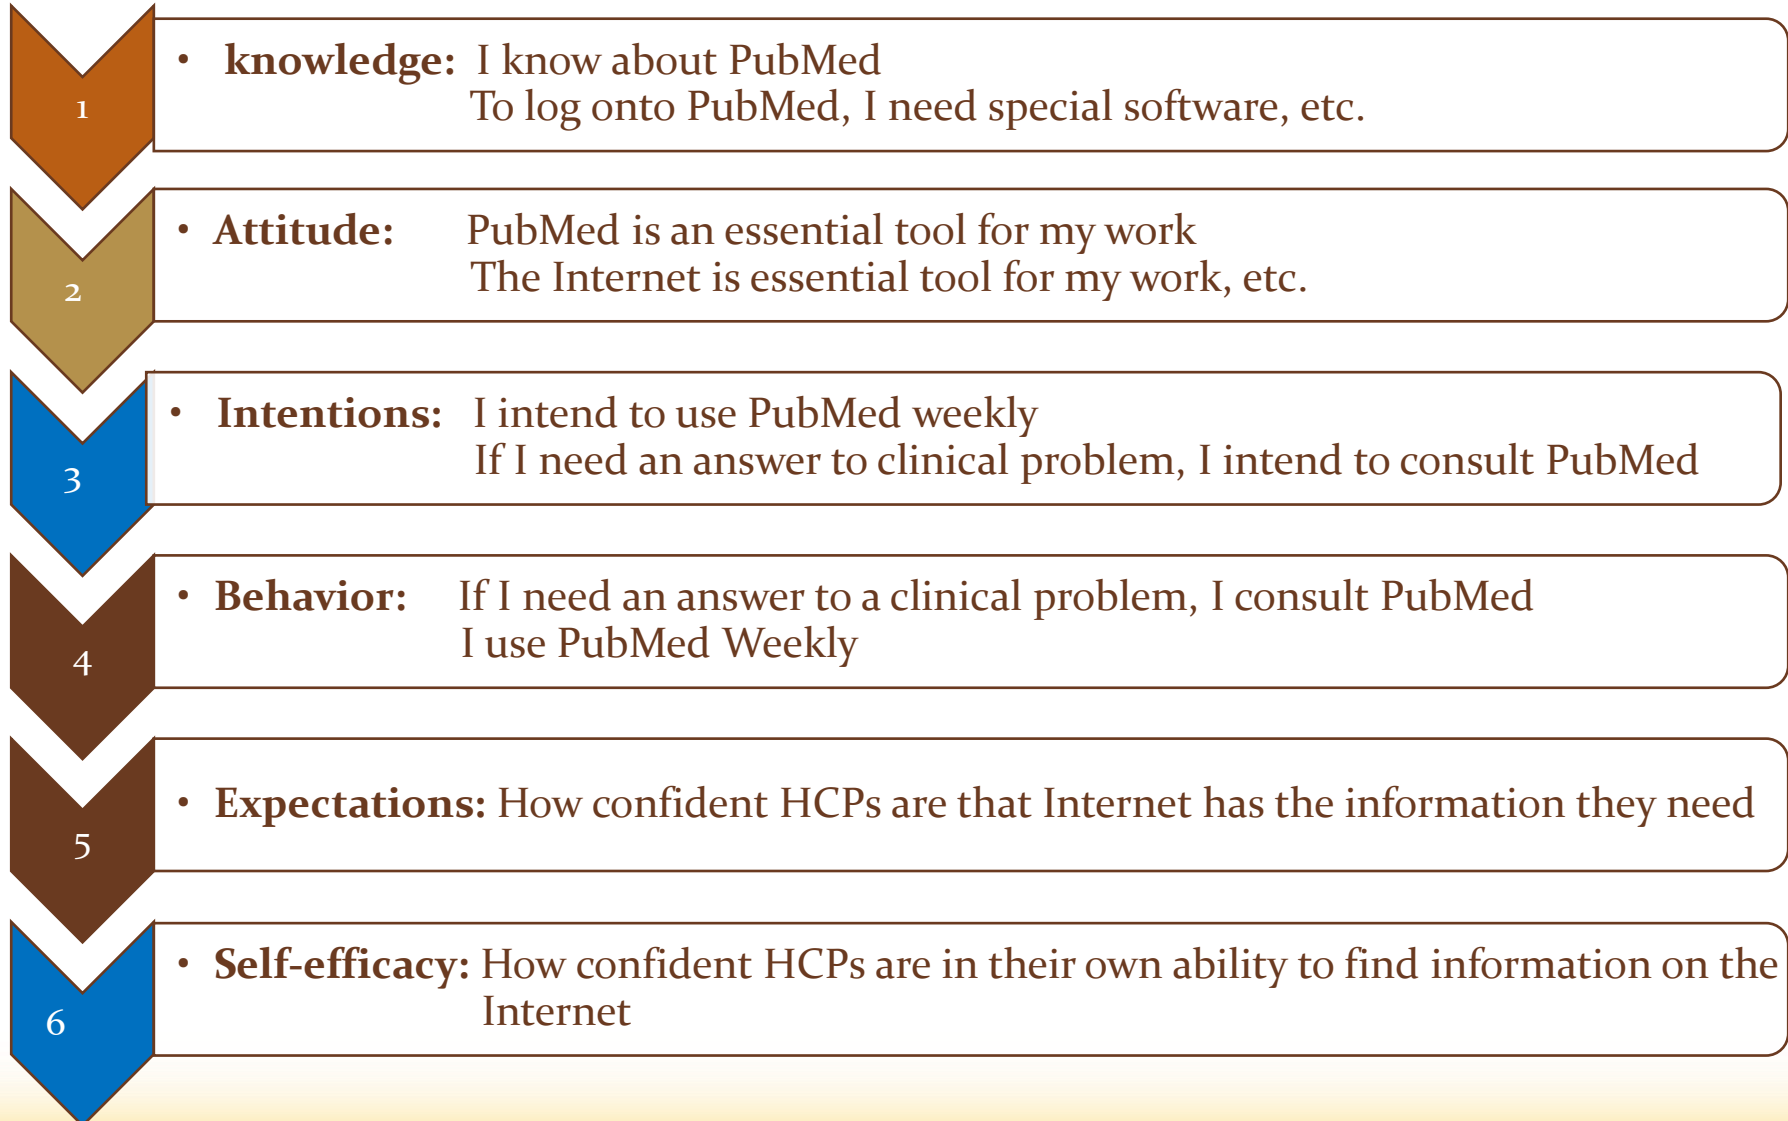 1
• knowledge: I know about PubMed
To log onto PubMed, I need special software, etc.
2
• Attitude: PubMed is an essential tool for my work
The Internet is essential tool for my work, etc.
3
• Intentions: I intend to use PubMed weekly
If I need an answer to clinical problem, I intend to consult PubMed
4
• Behavior: If I need an answer to a clinical problem, I consult PubMed
I use PubMed Weekly
5
• Expectations: How confident HCPs are that Internet has the information they need
6
• Self-efficacy: How confident HCPs are in their own ability to find information on the
Internet